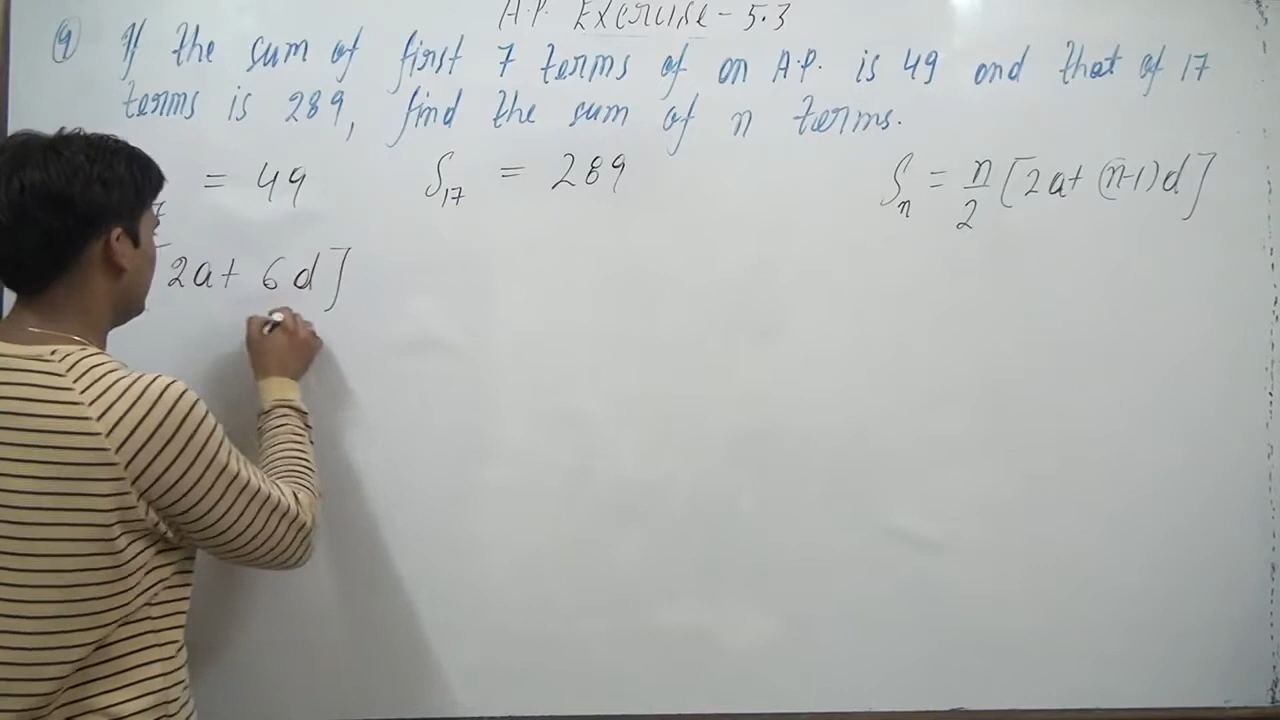 A.P. Exercise - 5.3
9 If the sum of first 7 terms of an A.P. is 49 and that of 17
terms is 289, find the sum of n terms.
= 49 S17 = 289 Sn = n/2 [2a + (n-1)d]
[2a + 6d]